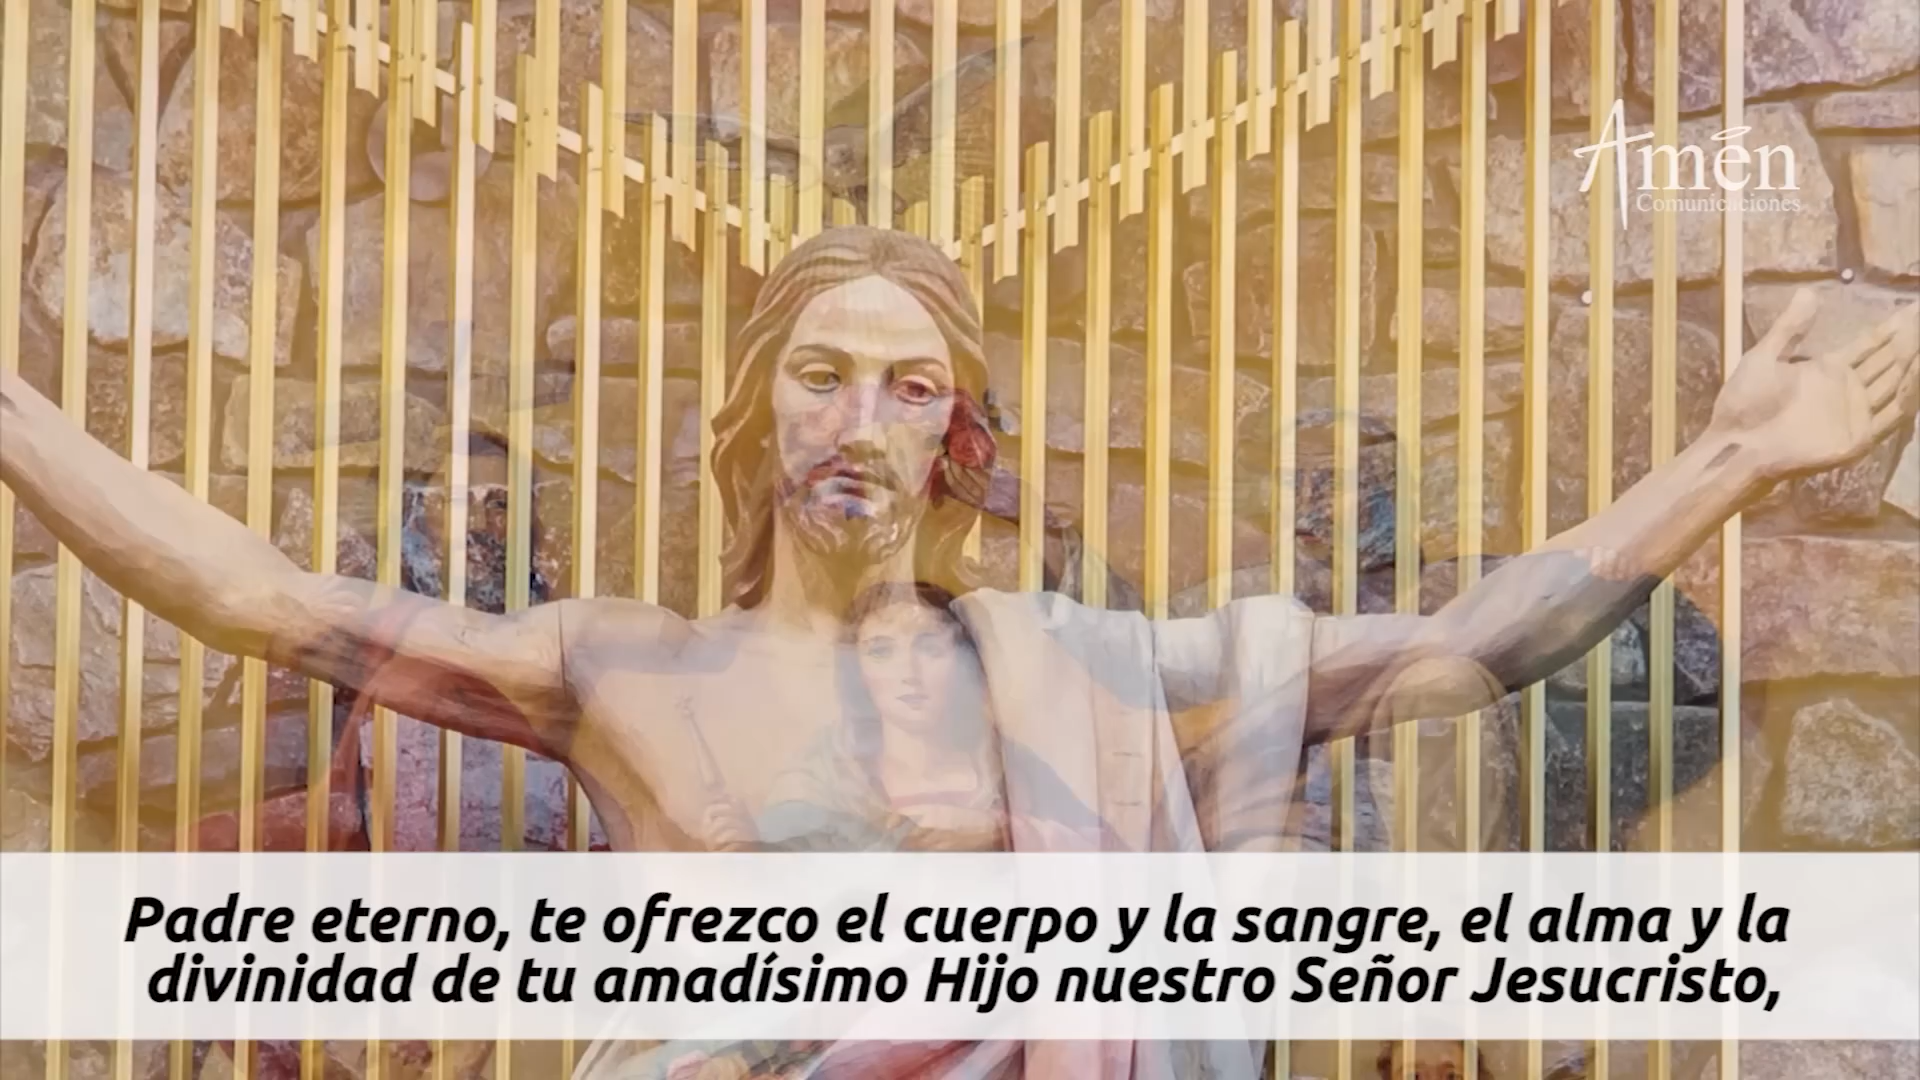 Amén
Comunicaciones
Padre eterno, te ofrezco el cuerpo y la sangre, el alma y la
divinidad de tu amadísimo Hijo nuestro Señor Jesucristo,